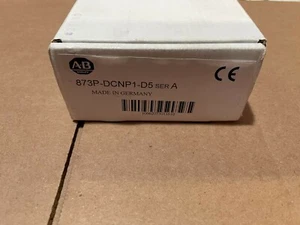 AB
CE
873P-DCNP1-D5 SER.A
MADE IN GERMANY